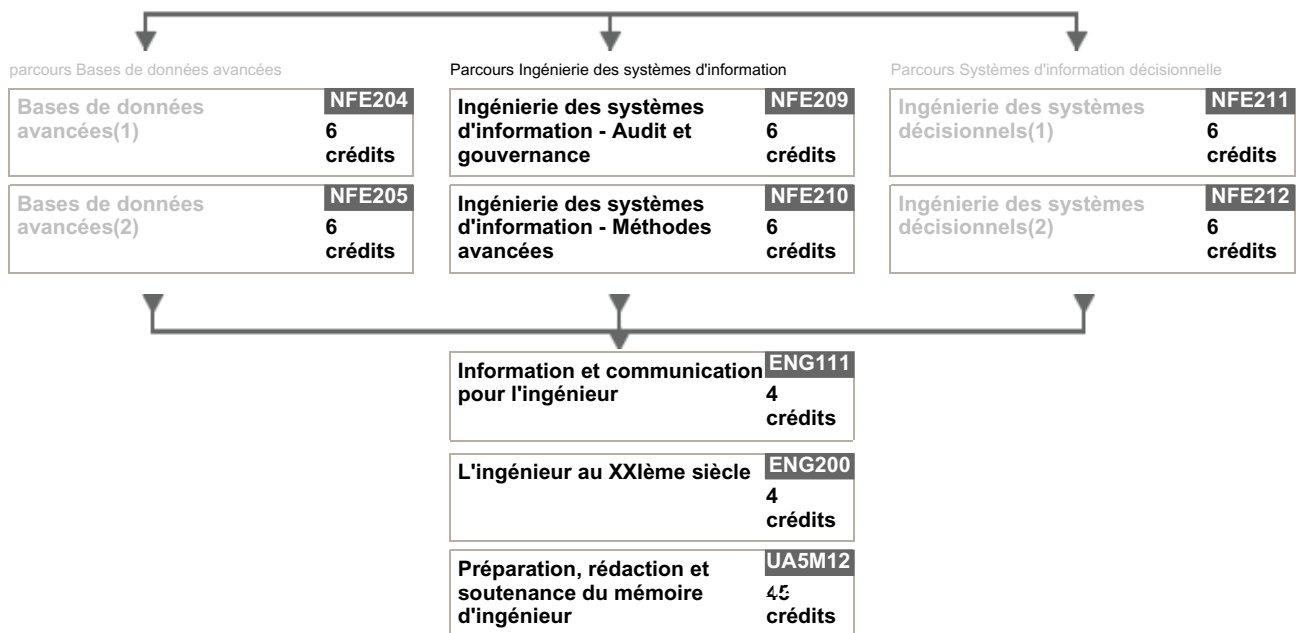 parcours Bases de données avancées
Bases de données
avancées(1)
NFE204
6
crédits
Bases de données
avancées(2)
NFE205
6
crédits
Parcours Ingénierie des systèmes d'information
Ingénierie des systèmes
d'information - Audit et
gouvernance
NFE209
6
crédits
Ingénierie des systèmes
d'information - Méthodes
avancées
NFE210
6
crédits
Parcours Systèmes d'information décisionnelle
Ingénierie des systèmes
décisionnels(1)
NFE211
6
crédits
Ingénierie des systèmes
décisionnels(2)
NFE212
6
crédits
Information et communication
pour l'ingénieur
ENG111
4
crédits
L'ingénieur au XXIème siècle
ENG200
4
crédits
Préparation, rédaction et
soutenance du mémoire
d'ingénieur
UA5M12
crédits